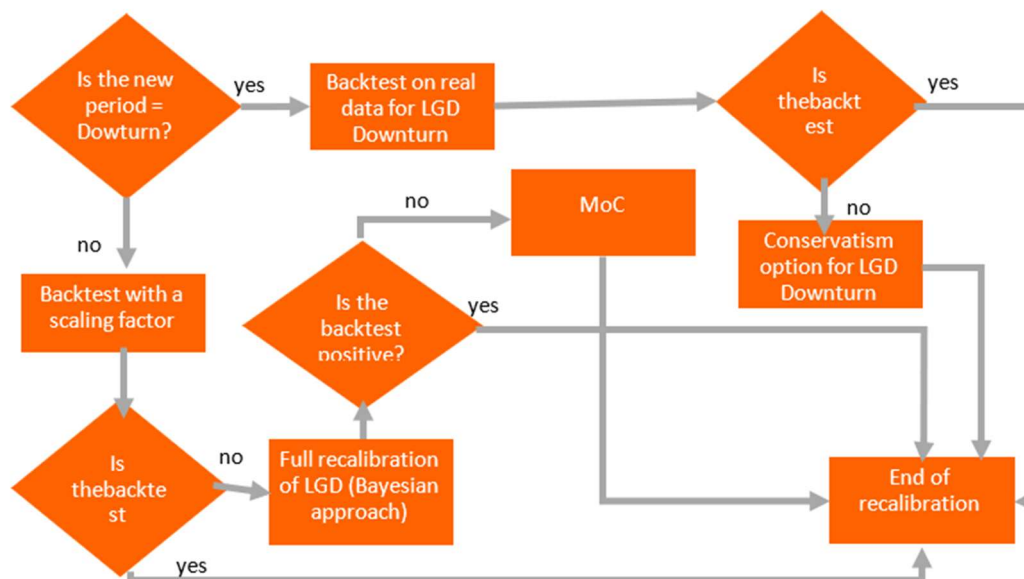 Is the new
period =
Dowturn?
yes
Backtest on real
data for LGD
Downturn
Is
thebackt
est
yes
no
no
MoC
no
Conservatism
option for LGD
Downturn
Backtest with a
scaling factor
Is the
backtest
positive?
yes
Is
thebackte
st
no
Full recalibration
of LGD (Bayesian
approach)
End of
recalibration
yes